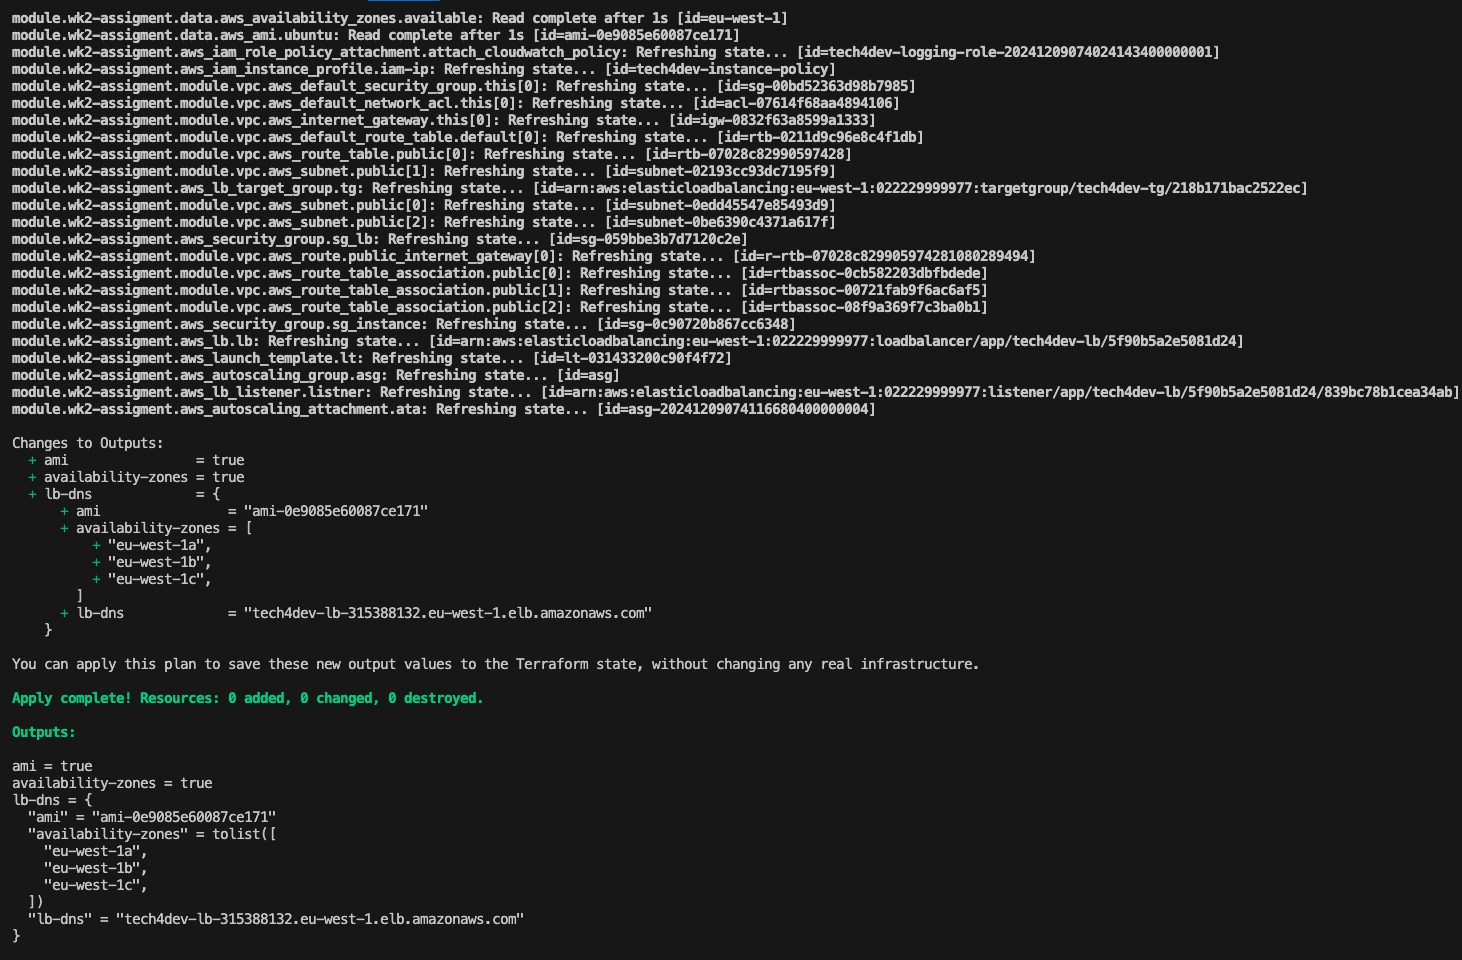 module.wk2-assigment.data.aws_availability_zones.available: Read complete after 1s [id=eu-west-1]
module.wk2-assigment.data.aws_ami.ubuntu: Read complete after 1s [id=ami-0e9085e60087ce171]
module.wk2-assigment.aws_iam_role_policy_attachment.attach_cloudwatch_policy: Refreshing state... [id=tech4dev-logging-role-20241209074024143400000001]
module.wk2-assigment.aws_iam_instance_profile.iam-ip: Refreshing state... [id=tech4dev-instance-policy]
module.wk2-assigment.module.vpc.aws_default_security_group.this[0]: Refreshing state... [id=sg-00bd52363d98b7985]
module.wk2-assigment.module.vpc.aws_default_network_acl.this[0]: Refreshing state... [id=acl-07614f68aa4894106]
module.wk2-assigment.module.vpc.aws_internet_gateway.this[0]: Refreshing state... [id=igw-0832f63a8599a1333]
module.wk2-assigment.module.vpc.aws_default_route_table.default[0]: Refreshing state... [id=rtb-0211d9c96e8c4f1db]
module.wk2-assigment.module.vpc.aws_route_table.public[0]: Refreshing state... [id=rtb-07028c82990597428]
module.wk2-assigment.module.vpc.aws_subnet.public[1]: Refreshing state... [id=subnet-02193cc93dc7195f9]
module.wk2-assigment.aws_lb_target_group.tg: Refreshing state... [id=arn:aws:elasticloadbalancing:eu-west-1:022229999977:targetgroup/tech4dev-tg/218b171bac2522ec]
module.wk2-assigment.module.vpc.aws_subnet.public[0]: Refreshing state... [id=subnet-0edd45547e85493d9]
module.wk2-assigment.module.vpc.aws_subnet.public[2]: Refreshing state... [id=subnet-0be6390c4371a617f]
module.wk2-assigment.aws_security_group.sg_lb: Refreshing state... [id=sg-059bbe3b7d7120c2e]
module.wk2-assigment.module.vpc.aws_route.public_internet_gateway[0]: Refreshing state... [id=r-rtb-07028c829905974281080289494]
module.wk2-assigment.module.vpc.aws_route_table_association.public[0]: Refreshing state... [id=rtbassoc-0cb582203dbfbdede]
module.wk2-assigment.module.vpc.aws_route_table_association.public[1]: Refreshing state... [id=rtbassoc-00721fab9f6ac6af5]
module.wk2-assigment.module.vpc.aws_route_table_association.public[2]: Refreshing state... [id=rtbassoc-08f9a369f7c3ba0b1]
module.wk2-assigment.aws_security_group.sg_instance: Refreshing state... [id=sg-0c90720b867cc6348]
module.wk2-assigment.aws_lb.lb: Refreshing state... [id=arn:aws:elasticloadbalancing:eu-west-1:022229999977:loadbalancer/app/tech4dev-lb/5f90b5a2e5081d24]
module.wk2-assigment.aws_launch_template.lt: Refreshing state... [id=lt-031433200c90f4f72]
module.wk2-assigment.aws_autoscaling_group.asg: Refreshing state... [id=asg]
module.wk2-assigment.aws_lb_listener.listner: Refreshing state... [id=arn:aws:elasticloadbalancing:eu-west-1:022229999977:listener/app/tech4dev-lb/5f90b5a2e5081d24/839bc78b1cea34ab]
module.wk2-assigment.aws_autoscaling_attachment.ata: Refreshing state... [id=asg-20241209074116680400000004]
Changes to Outputs:
+ ami = true
+ availability-zones = true
+ lb-dns = {
+ ami = "ami-0e9085e60087ce171"
+ availability-zones = [
+ "eu-west-1a",
+ "eu-west-1b",
+ "eu-west-1c",
]
+ lb-dns = "tech4dev-lb-315388132.eu-west-1.elb.amazonaws.com"
}
You can apply this plan to save these new output values to the Terraform state, without changing any real infrastructure.
Apply complete! Resources: 0 added, 0 changed, 0 destroyed.
Outputs:
ami = true
availability-zones = true
lb-dns = {
"ami" = "ami-0e9085e60087ce171"
"availability-zones" = tolist([
"eu-west-1a",
"eu-west-1b",
"eu-west-1c",
])
"lb-dns" = "tech4dev-lb-315388132.eu-west-1.elb.amazonaws.com"
}